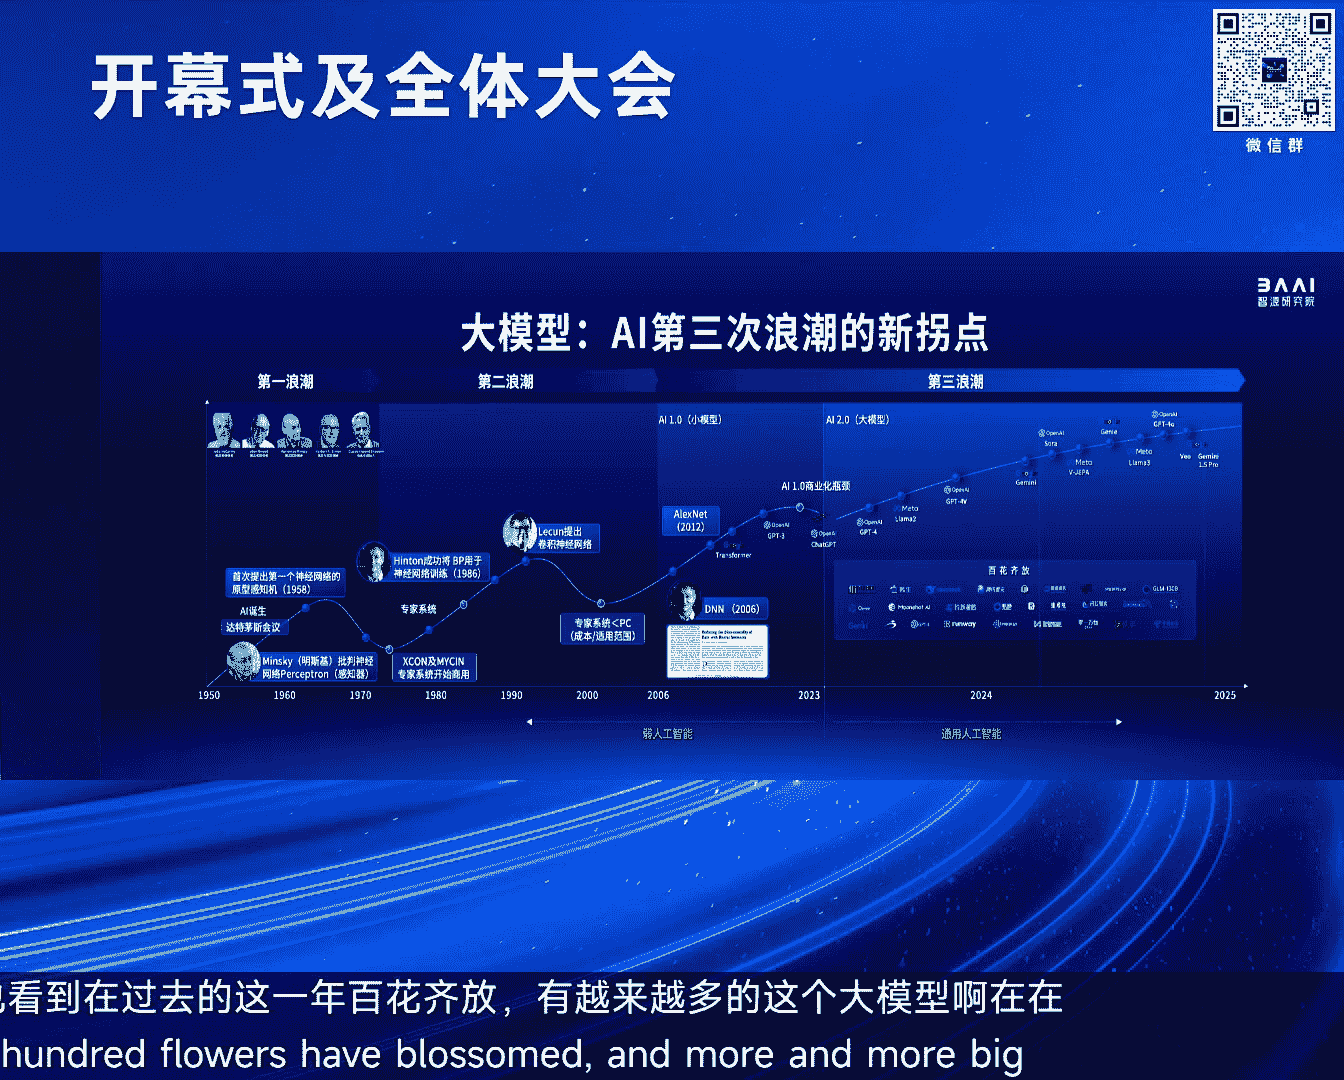 开幕式及全体大会
微信群
BAAI
智源研究院
大模型：AI第三次浪潮的新拐点
第一浪潮
第二浪潮
第三浪潮
AI 1.0（小模型）
AI 2.0（大模型）
OpenAI
GPT-4o
OpenAI
Sora
Genie
Meta
Llama3
Veo
Gemini
1.5 Pro
Meta
V-JEPA
Gemini
AI 1.0商业化瓶颈
OpenAI
GPT-4V
Meta
Llama2
OpenAI
GPT-4
AlexNet
（2012）
OpenAI
GPT-3
ChatGPT
Transformer
Lecun提出
卷积神经网络
Hinton成功将 BP用于
神经网络训练（1986）
首次提出第一个神经网络的
原型感知机（1958）
AI诞生
达特茅斯会议
专家系统
专家系统＜PC
（成本/适用范围）
DNN（2006）
Minsky（明斯基）批判神经
网络Perceptron（感知器）
XCON及MYCIN
专家系统开始商用
百花齐放
GLM-130B
Moonshot AI
runway
1950
1960
1970
1980
1990
2000
2006
2023
2024
2025
弱人工智能
通用人工智能
看到在过去的这一年百花齐放，有越来越多的这个大模型啊在在
hundred flowers have blossomed, and more and more big